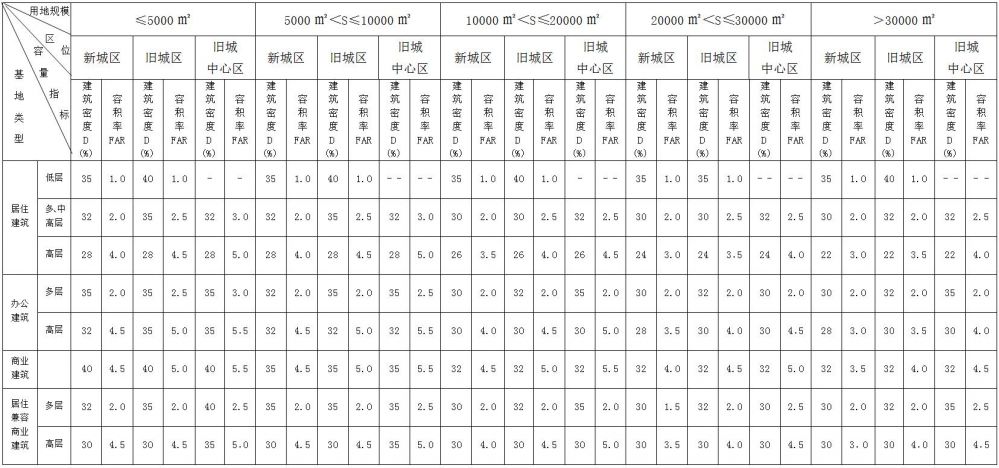 用地规模
区位
容量指标
基地类型
≤5000 ㎡ 5000 ㎡＜S≤10000 ㎡ 10000 ㎡＜S≤20000 ㎡ 20000 ㎡＜S≤30000 ㎡ ＞30000 ㎡
新城区 旧城区 旧城中心区 新城区 旧城区 旧城中心区 新城区 旧城区 旧城中心区 新城区 旧城区 旧城中心区 新城区 旧城区 旧城中心区
建筑密度D(%) 容积率FAR 建筑密度D(%) 容积率FAR 建筑密度D(%) 容积率FAR 建筑密度D(%) 容积率FAR 建筑密度D(%) 容积率FAR 建筑密度D(%) 容积率FAR 建筑密度D(%) 容积率FAR 建筑密度D(%) 容积率FAR 建筑密度D(%) 容积率FAR 建筑密度D(%) 容积率FAR 建筑密度D(%) 容积率FAR 建筑密度D(%) 容积率FAR 建筑密度D(%) 容积率FAR 建筑密度D(%) 容积率FAR 建筑密度D(%) 容积率FAR
居住建筑
低层 35 1.0 40 1.0 - - 35 1.0 40 1.0 -- -- 35 1.0 40 1.0 - -- 35 1.0 35 1.0 -- -- 35 1.0 40 1.0 -- --
多、中高层 32 2.0 35 2.5 32 3.0 32 2.0 35 2.5 32 3.0 30 2.0 30 2.5 32 2.5 30 2.0 30 2.5 32 2.5 30 2.0 32 2.0 32 2.5
高层 28 4.0 28 4.5 28 5.0 28 4.0 28 4.5 28 5.0 26 3.5 26 4.0 26 4.5 24 3.0 24 3.5 24 4.0 22 3.0 22 3.5 22 4.0
办公建筑
多层 35 2.0 35 2.5 35 3.0 32 2.0 35 2.0 35 2.5 30 2.0 32 2.0 35 2.0 30 2.0 32 2.0 30 2.0 30 2.0 32 2.0 35 2.0
高层 32 4.5 35 5.0 35 5.5 32 4.5 32 5.0 32 5.5 30 4.0 30 4.5 30 5.0 28 3.5 30 4.0 30 4.5 28 3.0 30 3.5 30 4.0
商业建筑 40 4.5 40 5.0 40 5.5 35 4.5 35 5.0 35 5.5 32 4.5 32 5.0 32 5.5 32 4.0 32 4.5 32 5.0 32 3.5 32 4.0 32 4.5
居住兼容商业建筑
多层 32 2.0 35 2.0 40 2.5 35 2.0 35 2.0 35 2.5 30 2.0 32 2.0 35 2.0 30 1.5 32 2.0 30 2.5 30 2.0 32 2.0 35 2.5
高层 30 4.5 30 4.5 35 5.0 30 4.5 30 4.5 35 5.0 30 4.0 30 4.5 30 5.0 30 3.5 30 4.0 30 4.5 30 3.0 30 4.0 30 4.5